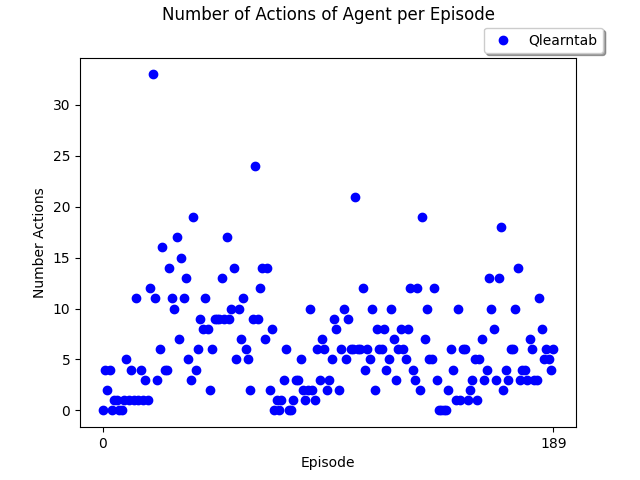 Number of Actions of Agent per Episode
Qlearntab
Number Actions
30
25
20
15
10
5
0
0
189
Episode